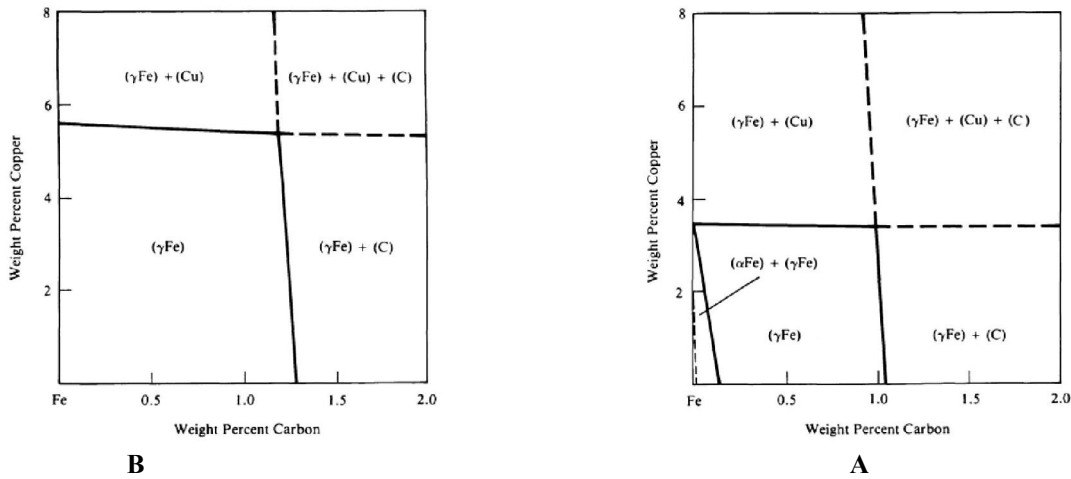 8
6
4
2
Weight Percent Copper
(γFe) + (Cu)
(γFe) + (Cu) + (C)
(γFe)
(γFe) + (C)
Fe 0.5 1.0 1.5 2.0
Weight Percent Carbon
B
8
6
4
2
Weight Percent Copper
(γFe) + (Cu)
(γFe) + (Cu) + (C)
(αFe) + (γFe)
(γFe)
(γFe) + (C)
Fe 0.5 1.0 1.5 2.0
Weight Percent Carbon
A